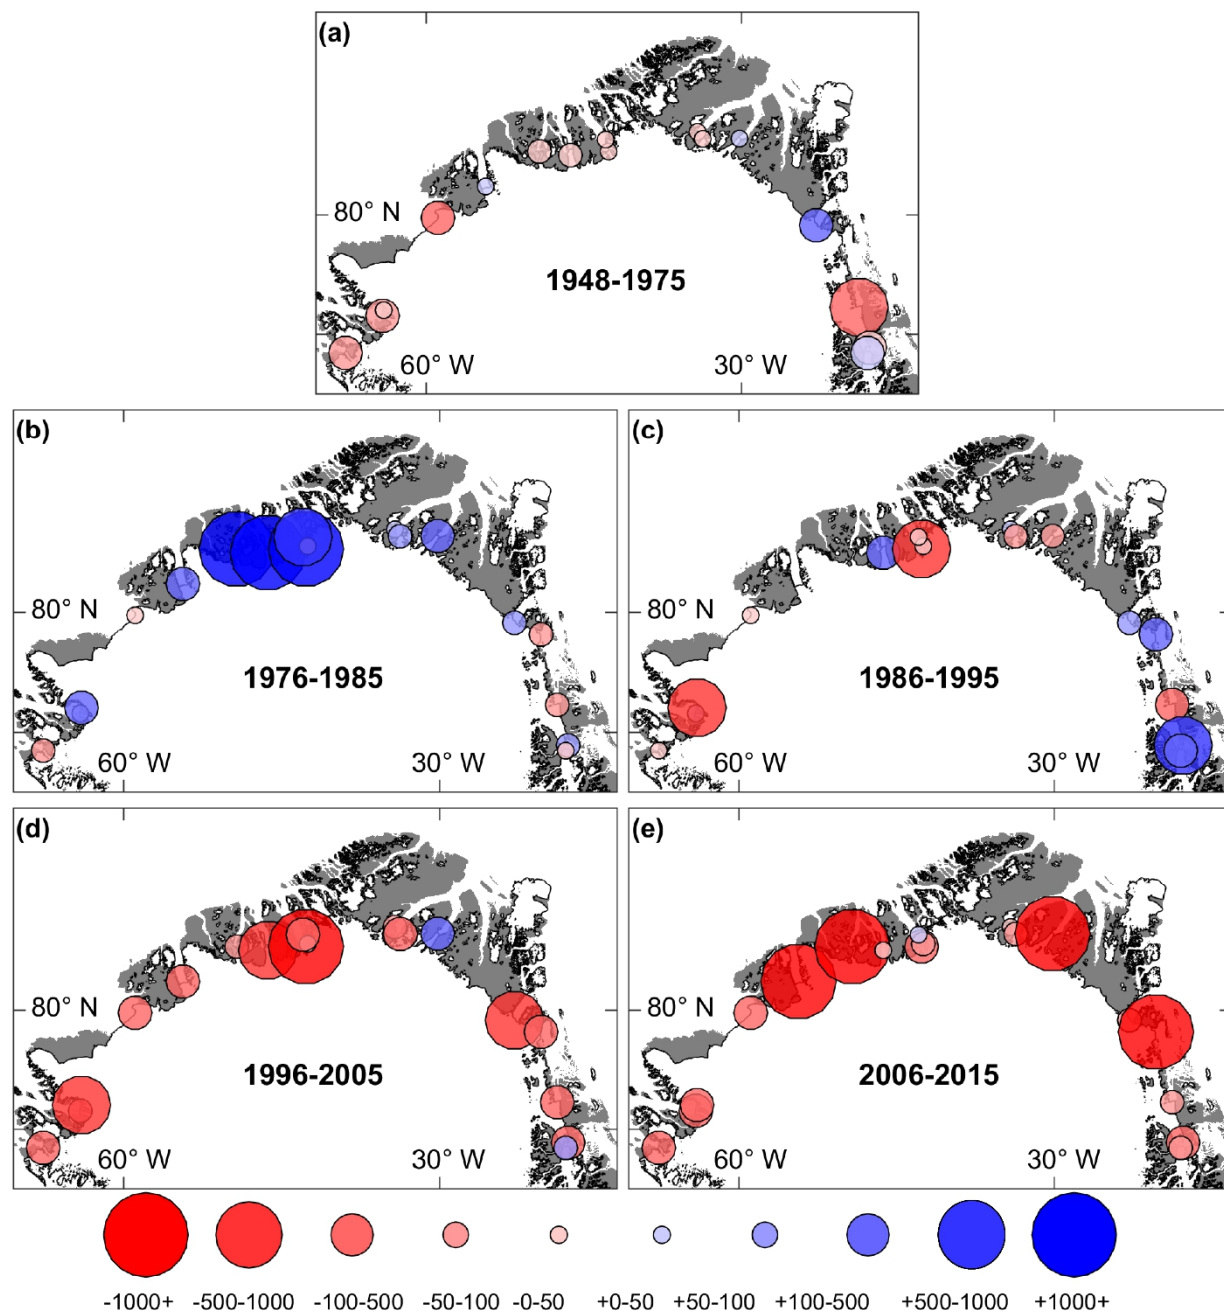 (a)
80° N
1948-1975
60° W 30° W
(b) (c)
80° N 80° N
1976-1985 1986-1995
60° W 30° W 60° W 30° W
(d) (e)
80° N 80° N
1996-2005 2006-2015
60° W 30° W 60° W 30° W
-1000+ -500-1000 -100-500 -50-100 -0-50 +0-50 +50-100 +100-500 +500-1000 +1000+